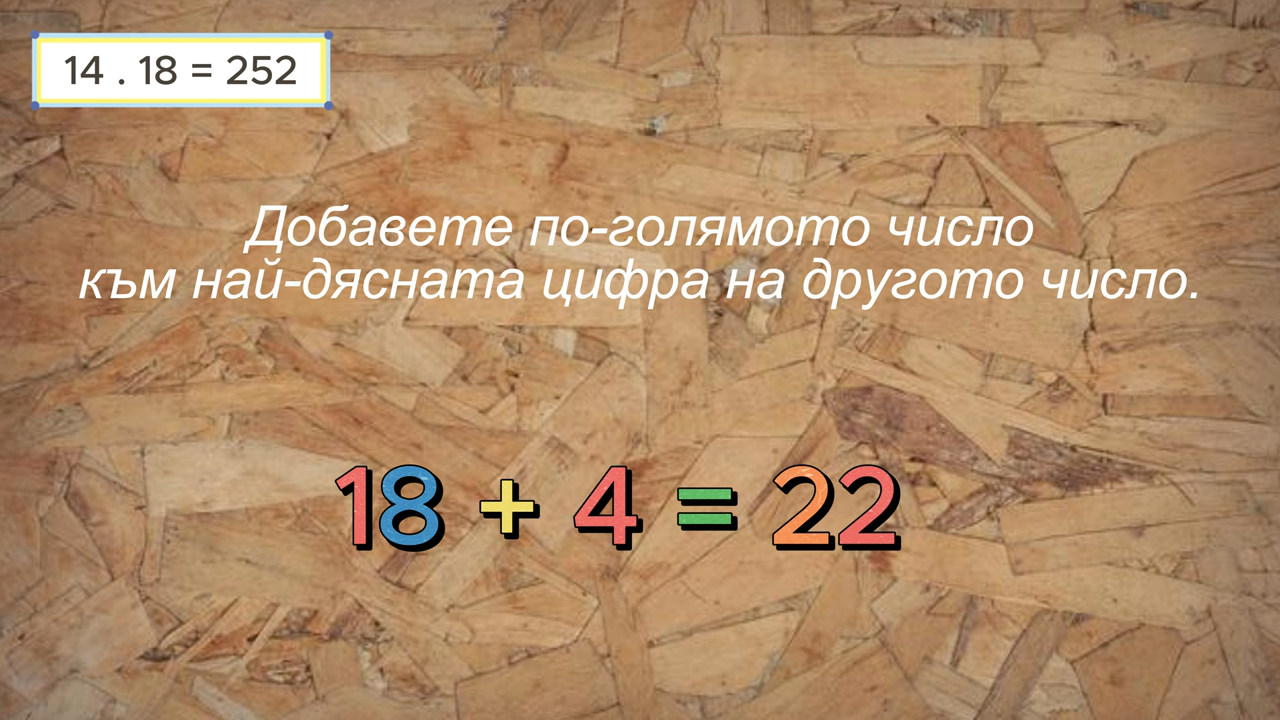 14 . 18 = 252
Добавете по-голямото число
към най-дясната цифра на другото число.
18 + 4 = 22